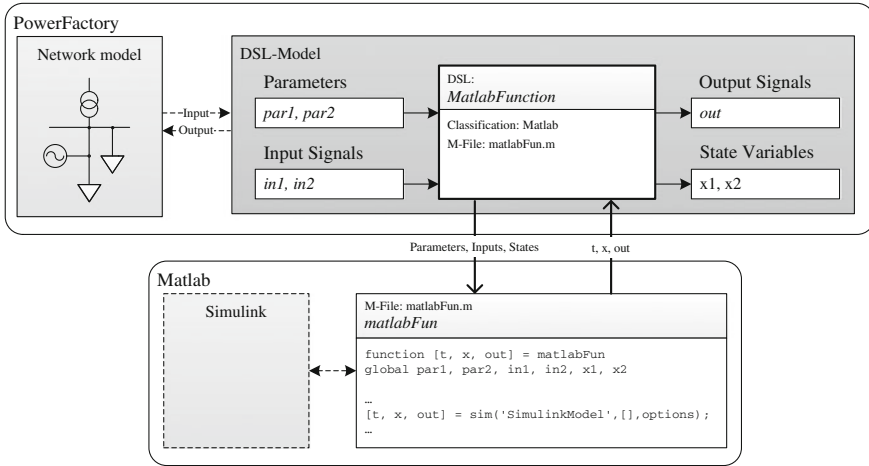 PowerFactory
Network model
Input
Output
DSL-Model
Parameters
par1, par2
Input Signals
in1, in2
DSL:
MatlabFunction
Classification: Matlab
M-File: matlabFun.m
Output Signals
out
State Variables
x1, x2
Parameters, Inputs, States
t, x, out
Matlab
Simulink
M-File: matlabFun.m
matlabFun
function [t, x, out] = matlabFun
global par1, par2, in1, in2, x1, x2
…
[t, x, out] = sim('SimulinkModel',[],options);
…